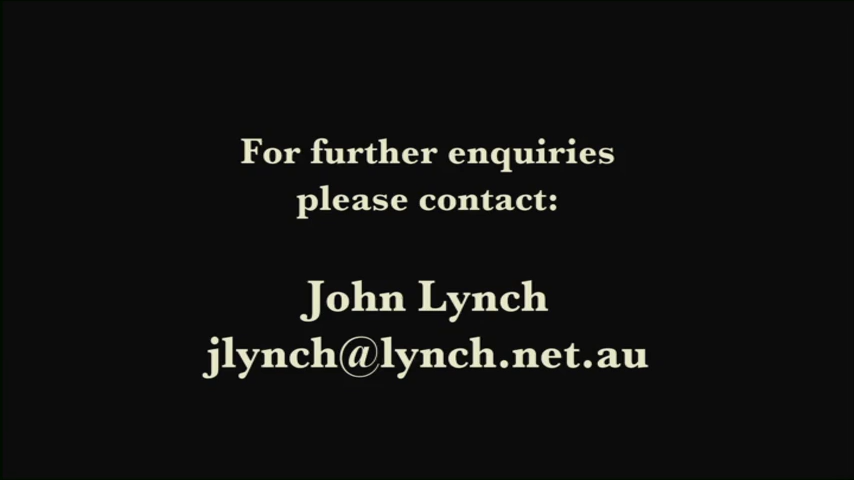 For further enquiries
please contact:
John Lynch
jlynch@lynch.net.au